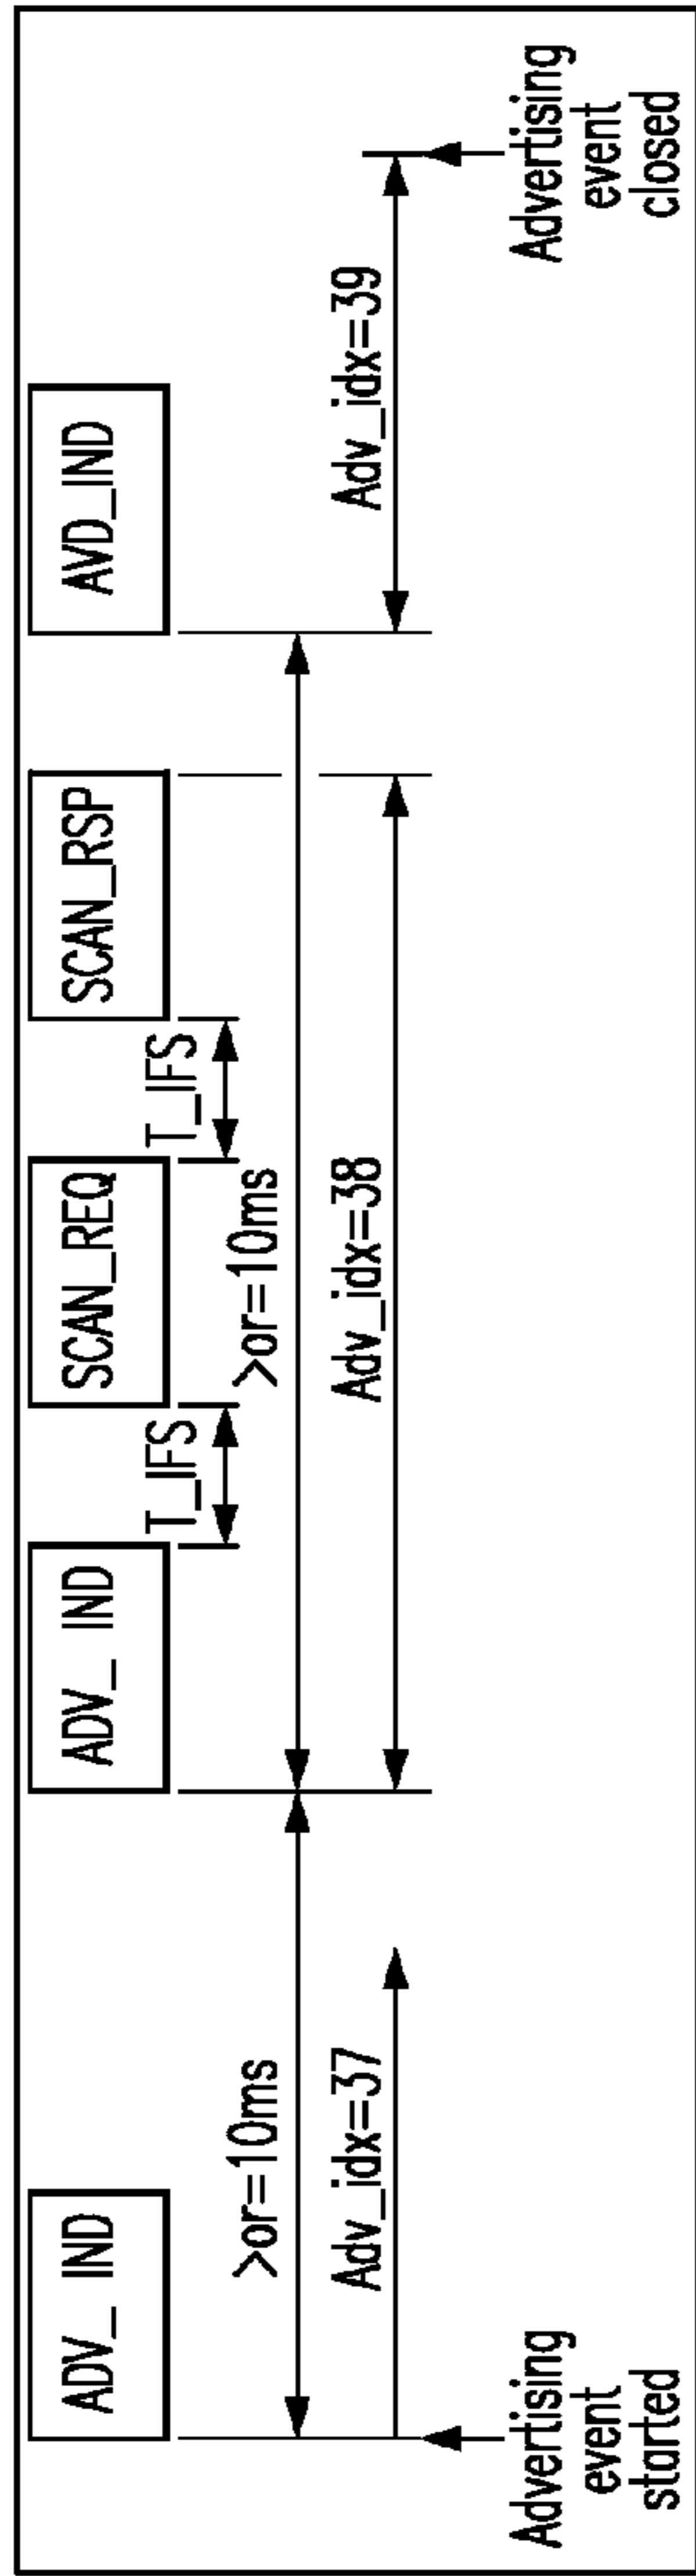 ADV_ IND
ADV_ IND
SCAN_REQ
SCAN_RSP
AVD_IND
T_IFS
T_IFS
>or=10ms
>or=10ms
Adv_idx=37
Adv_idx=38
Adv_idx=39
Advertising
event
started
Advertising
event
closed